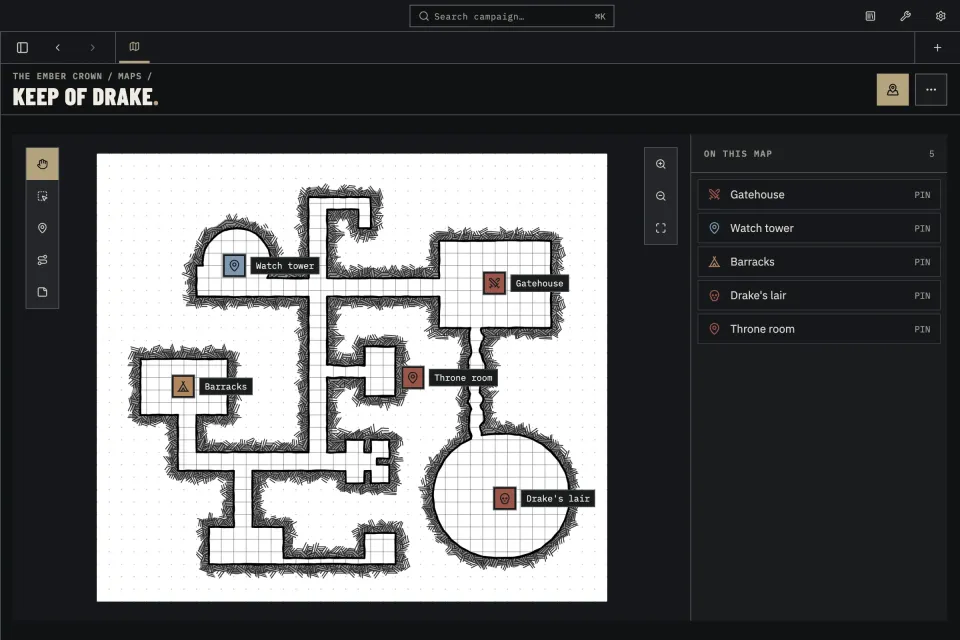 Search campaign… ⌘K
THE EMBER CROWN / MAPS /
KEEP OF DRAKE.
ON THIS MAP 5
Gatehouse PIN
Watch tower PIN
Barracks PIN
Drake's lair PIN
Throne room PIN
Watch tower
Gatehouse
Throne room
Barracks
Drake's lair